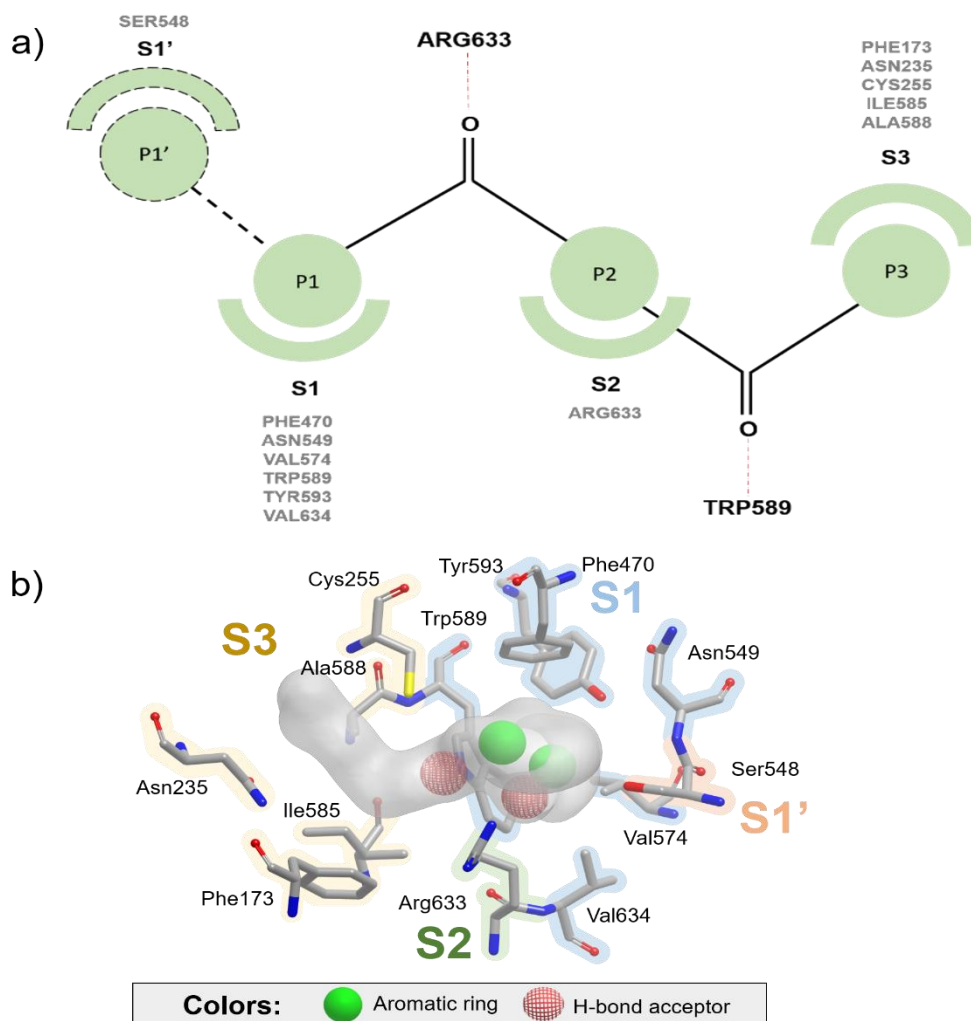 a)
SER548
S1'
P1'
ARG633
O
PHE173
ASN235
CYS255
ILE585
ALA588
S3
P1
P2
P3
S1
PHE470
ASN549
VAL574
TRP589
TYR593
VAL634
S2
ARG633
O
TRP589
b)
Cys255
Tyr593
Phe470
S1
S3
Trp589
Ala588
Asn549
Asn235
Ile585
Ser548
S1'
Val574
Phe173
Arg633
Val634
S2
Colors: Aromatic ring H-bond acceptor